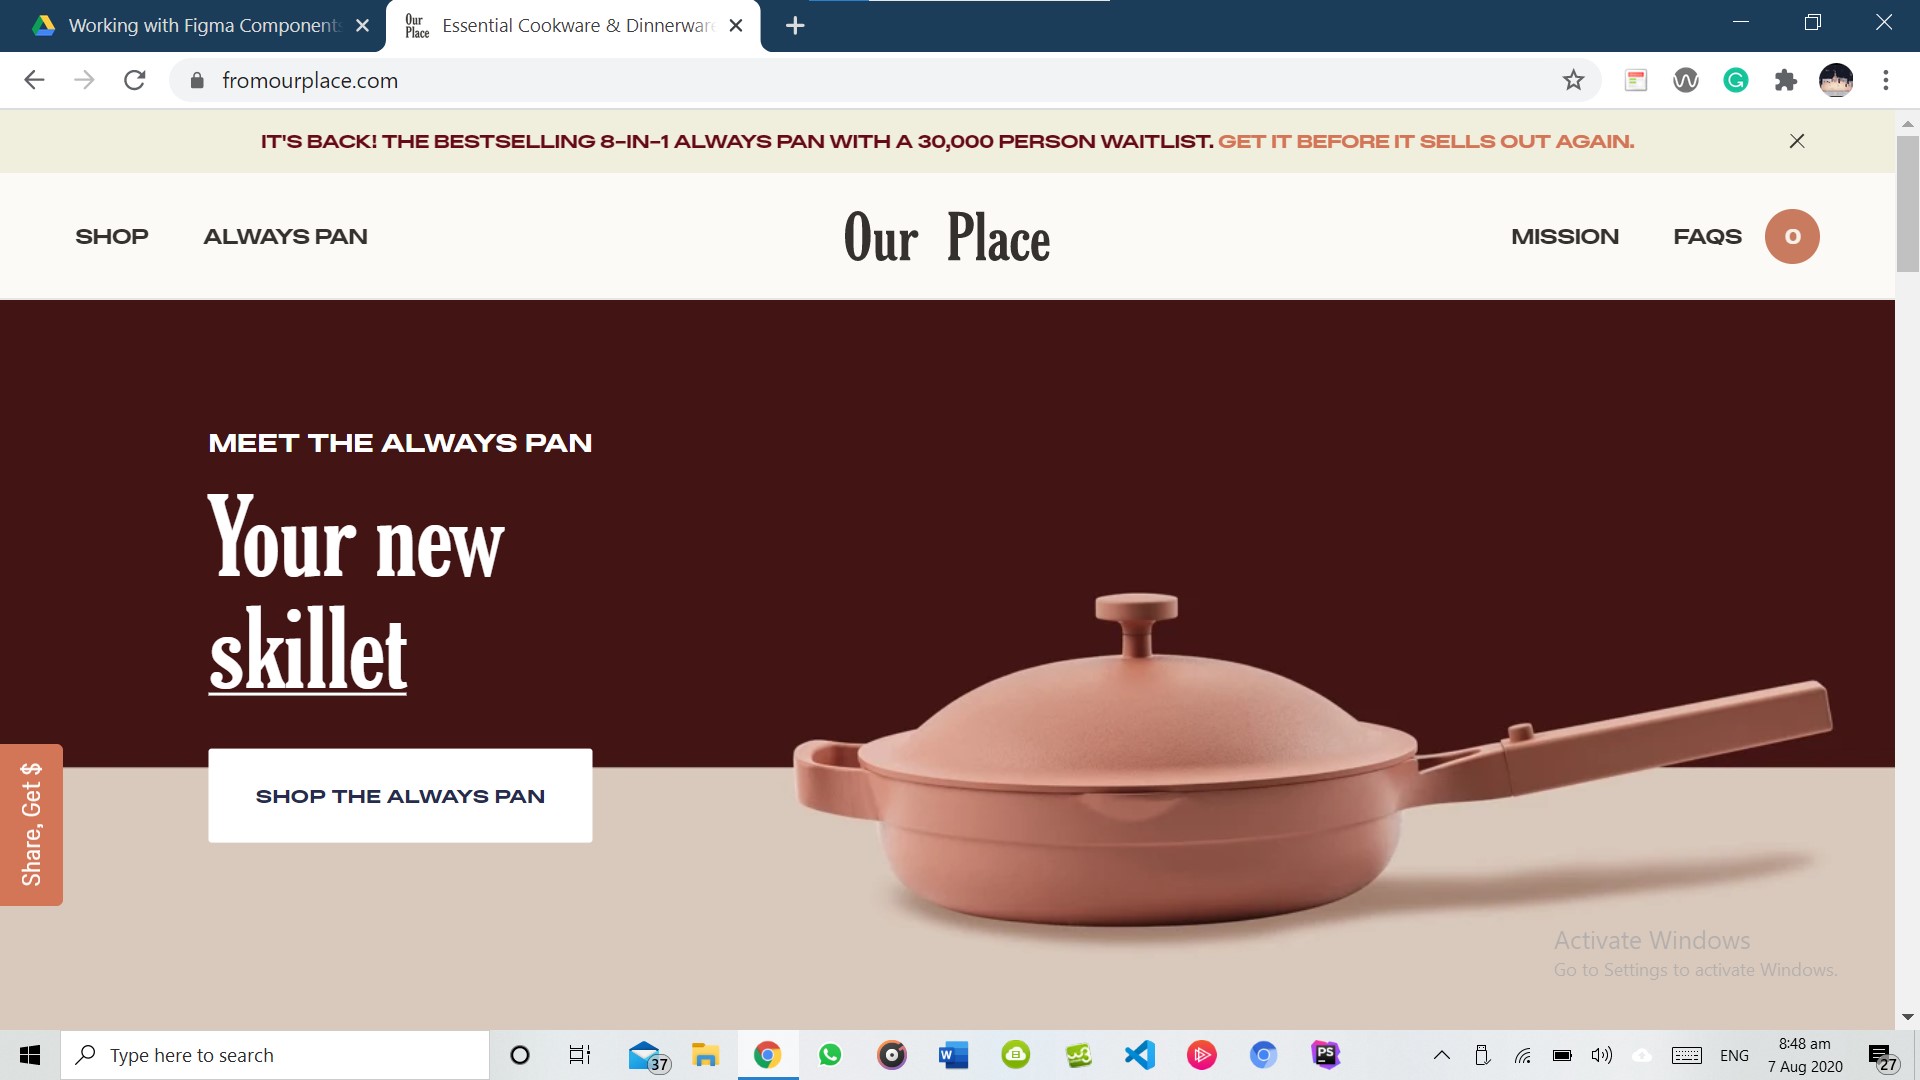 Working with Figma Component
Our
Place
Essential Cookware & Dinnerware
fromourplace.com
IT'S BACK! THE BESTSELLING 8-IN-1 ALWAYS PAN WITH A 30,000 PERSON WAITLIST. GET IT BEFORE IT SELLS OUT AGAIN.
SHOP
ALWAYS PAN
Our Place
MISSION
FAQS
0
MEET THE ALWAYS PAN
Your new
skillet
SHOP THE ALWAYS PAN
Share, Get $
Activate Windows
Go to Settings to activate Windows.
Type here to search
37
PS
ENG
8:48 am
7 Aug 2020
27